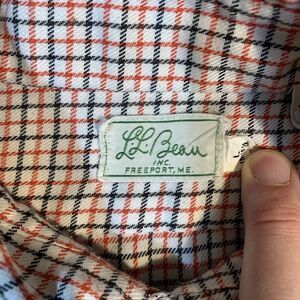 L.L. Bean
INC.
FREEPORT, ME.